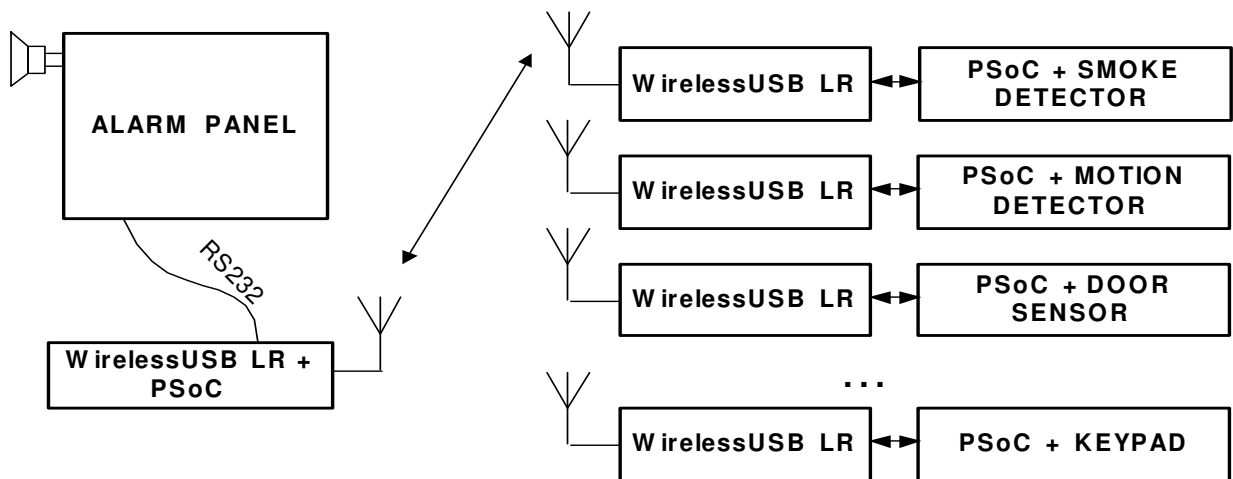 ALARM PANEL
RS232
WirelessUSB LR +
PSoC
WirelessUSB LR
PSoC + SMOKE
DETECTOR
WirelessUSB LR
PSoC + MOTION
DETECTOR
WirelessUSB LR
PSoC + DOOR
SENSOR
...
WirelessUSB LR
PSoC + KEYPAD